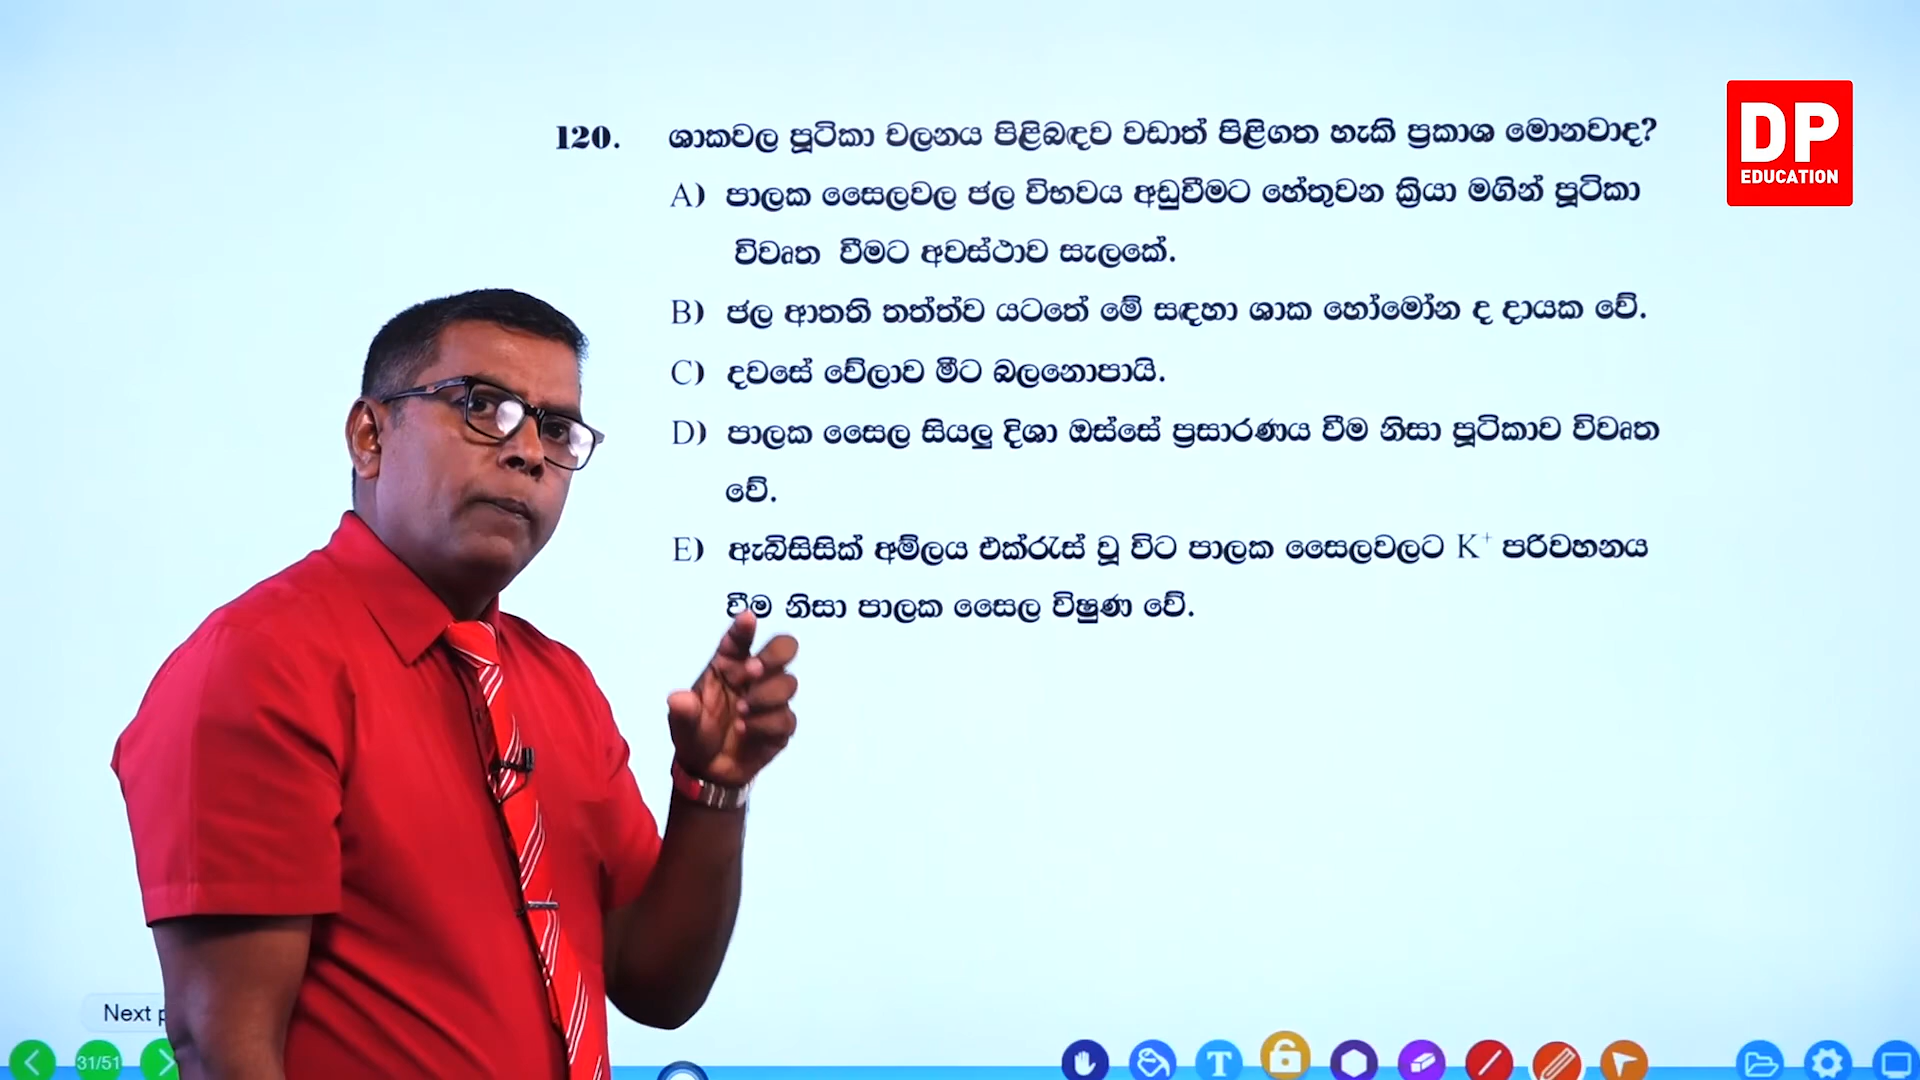 DP
EDUCATION
120. ශාකවල පූටිකා චලනය පිළිබඳව වඩාත් පිළිගත හැකි ප්‍රකාශ මොනවාද?
A) පාලක සෛලවල ජල විභවය අඩුවීමට හේතුවන ක්‍රියා මගින් පූටිකා
විවෘත වීමට අවස්ථාව සැලකේ.
B) ජල ආතති තත්ත්ව යටතේ මේ සඳහා ශාක හෝමෝන ද දායක වේ.
C) දවසේ වේලාව මීට බලනොපායි.
D) පාලක සෛල සියලු දිශා ඔස්සේ ප්‍රසාරණය වීම නිසා පූටිකාව විවෘත
වේ.
E) ඇබ්සිසික් අම්ලය එක්රැස් වූ විට පාලක සෛලවලට K⁺ පරිවහනය
වීම නිසා පාලක සෛල විෂුණ වේ.
Next
31/51
T